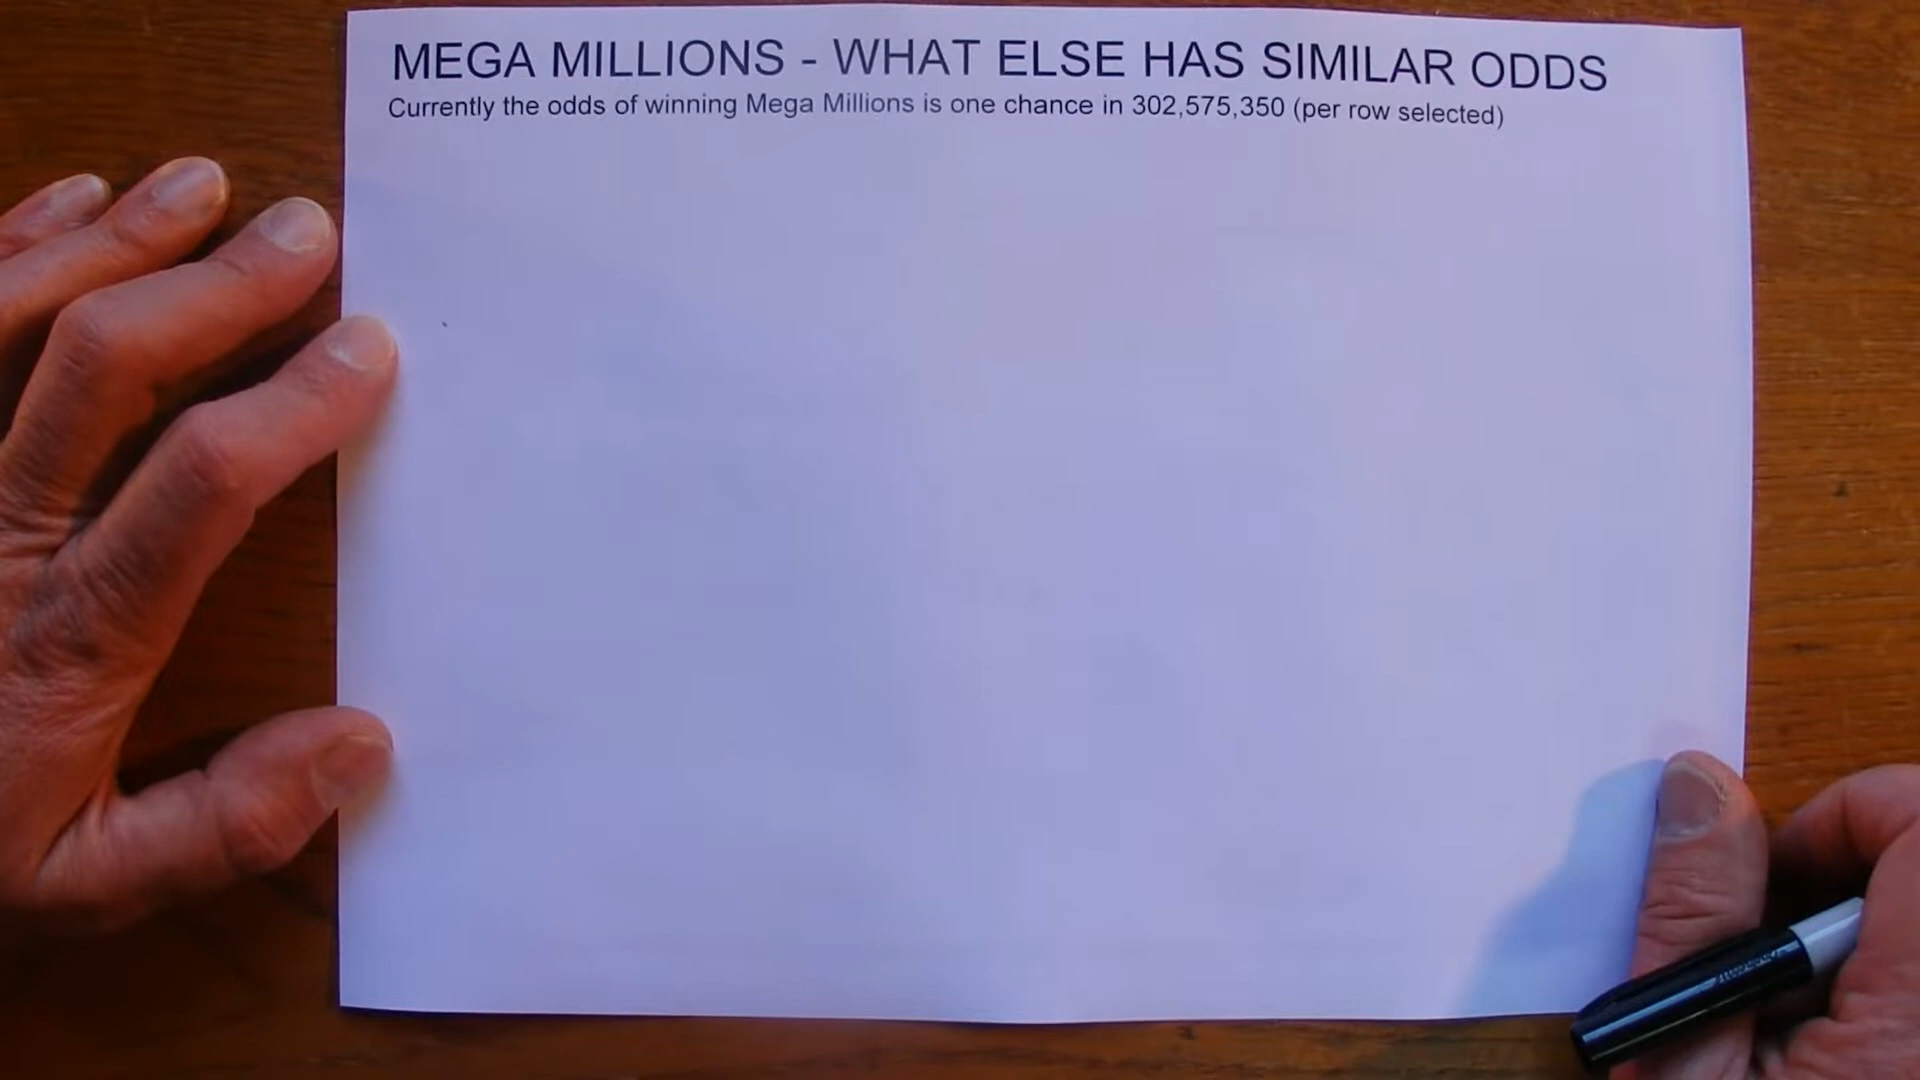 MEGA MILLIONS - WHAT ELSE HAS SIMILAR ODDS
Currently the odds of winning Mega Millions is one chance in 302,575,350 (per row selected)